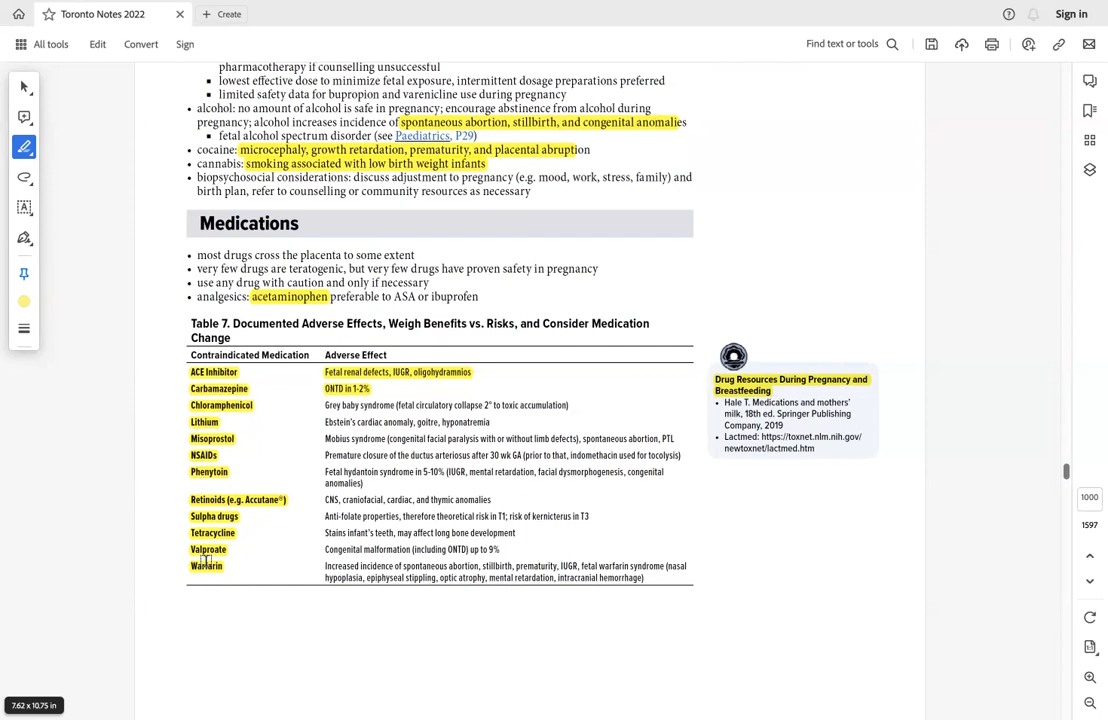 Toronto Notes 2022
Create
Sign in
All tools
Edit
Convert
Sign
Find text or tools
pharmacotherapy if counselling unsuccessful
▪ lowest effective dose to minimize fetal exposure, intermittent dosage preparations preferred
▪ limited safety data for bupropion and varenicline use during pregnancy
• alcohol: no amount of alcohol is safe in pregnancy; encourage abstinence from alcohol during
pregnancy; alcohol increases incidence of spontaneous abortion, stillbirth, and congenital anomalies
▪ fetal alcohol spectrum disorder (see Paediatrics, P29)
• cocaine: microcephaly, growth retardation, prematurity, and placental abruption
• cannabis: smoking associated with low birth weight infants
• biopsychosocial considerations: discuss adjustment to pregnancy (e.g. mood, work, stress, family) and
birth plan, refer to counselling or community resources as necessary
Medications
• most drugs cross the placenta to some extent
• very few drugs are teratogenic, but very few drugs have proven safety in pregnancy
• use any drug with caution and only if necessary
• analgesics: acetaminophen preferable to ASA or ibuprofen
Table 7. Documented Adverse Effects, Weigh Benefits vs. Risks, and Consider Medication
Change
Contraindicated Medication Adverse Effect
ACE Inhibitor Fetal renal defects, IUGR, oligohydramnios
Carbamazepine ONTD in 1-2%
Chloramphenicol Grey baby syndrome (fetal circulatory collapse 2° to toxic accumulation)
Lithium Ebstein's cardiac anomaly, goitre, hyponatremia
Misoprostol Mobius syndrome (congenital facial paralysis with or without limb defects), spontaneous abortion, PTL
NSAIDs Premature closure of the ductus arteriosus after 30 wk GA (prior to that, indomethacin used for tocolysis)
Phenytoin Fetal hydantoin syndrome in 5-10% (IUGR, mental retardation, facial dysmorphogenesis, congenital
anomalies)
Retinoids (e.g. Accutane®) CNS, craniofacial, cardiac, and thymic anomalies
Sulpha drugs Anti-folate properties, therefore theoretical risk in T1; risk of kernicterus in T3
Tetracycline Stains infant's teeth, may affect long bone development
Valproate Congenital malformation (including ONTD) up to 9%
Warfarin Increased incidence of spontaneous abortion, stillbirth, prematurity, IUGR, fetal warfarin syndrome (nasal
hypoplasia, epiphyseal stippling, optic atrophy, mental retardation, intracranial hemorrhage)
Drug Resources During Pregnancy and
Breastfeeding
• Hale T. Medications and mothers'
milk, 18th ed. Springer Publishing
Company, 2019
• Lactmed: https://toxnet.nlm.nih.gov/
newtoxnet/lactmed.htm
1000
1597
7.62 x 10.75 in